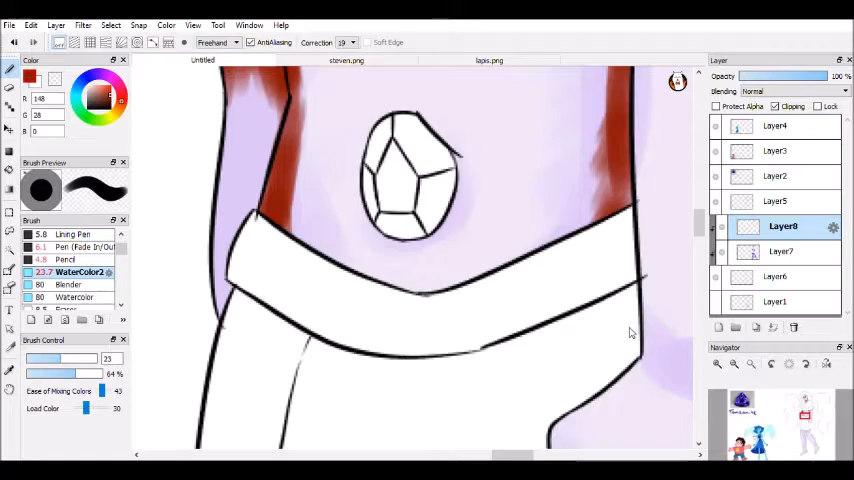 File Edit Layer Filter Select Snap Color View Tool Window Help
OFF Freehand AntiAliasing Correction 19 Soft Edge
Color
R 148
G 28
B 0
Brush Preview
Brush
5.8 Lining Pen
6.1 Pen (Fade In/Out
4.8 Pencil
23.7 WaterColor2
80 Blender
80 Watercolor
Brush Control
23
64 %
Ease of Mixing Colors 43
Load Color 30
Untitled steven.png lapis.png
Layer
Opacity 100 %
Blending Normal
Protect Alpha Clipping Lock
Layer4
Layer3
Layer2
Layer5
Layer8
Layer7
Layer6
Layer1
Navigator